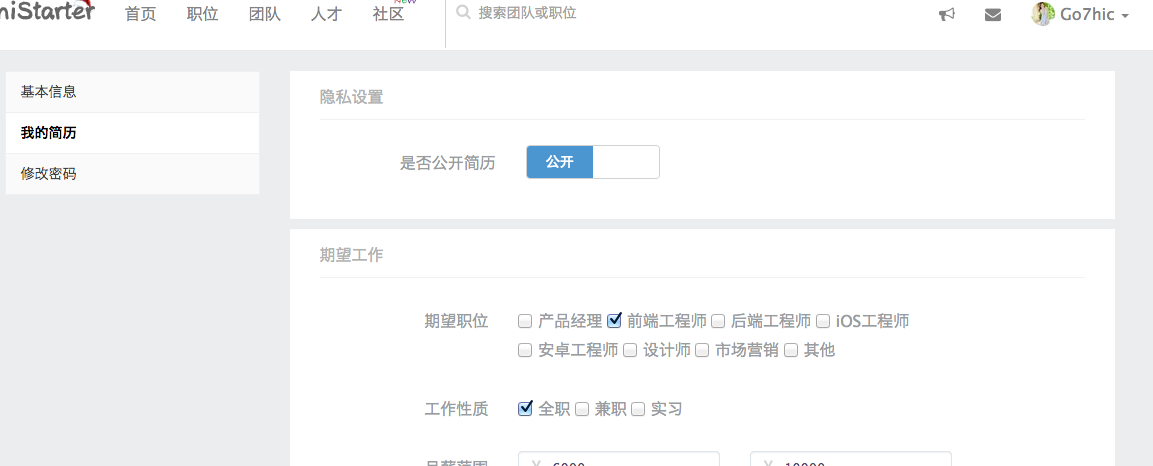 niStarter 首页 职位 团队 人才 社区 New 搜索团队或职位 Go7hic
基本信息
我的简历
修改密码
隐私设置
是否公开简历 公开
期望工作
期望职位 产品经理 前端工程师 后端工程师 iOS工程师
安卓工程师 设计师 市场营销 其他
工作性质 全职 兼职 实习
月薪范围 ¥ 6000 ¥ 10000